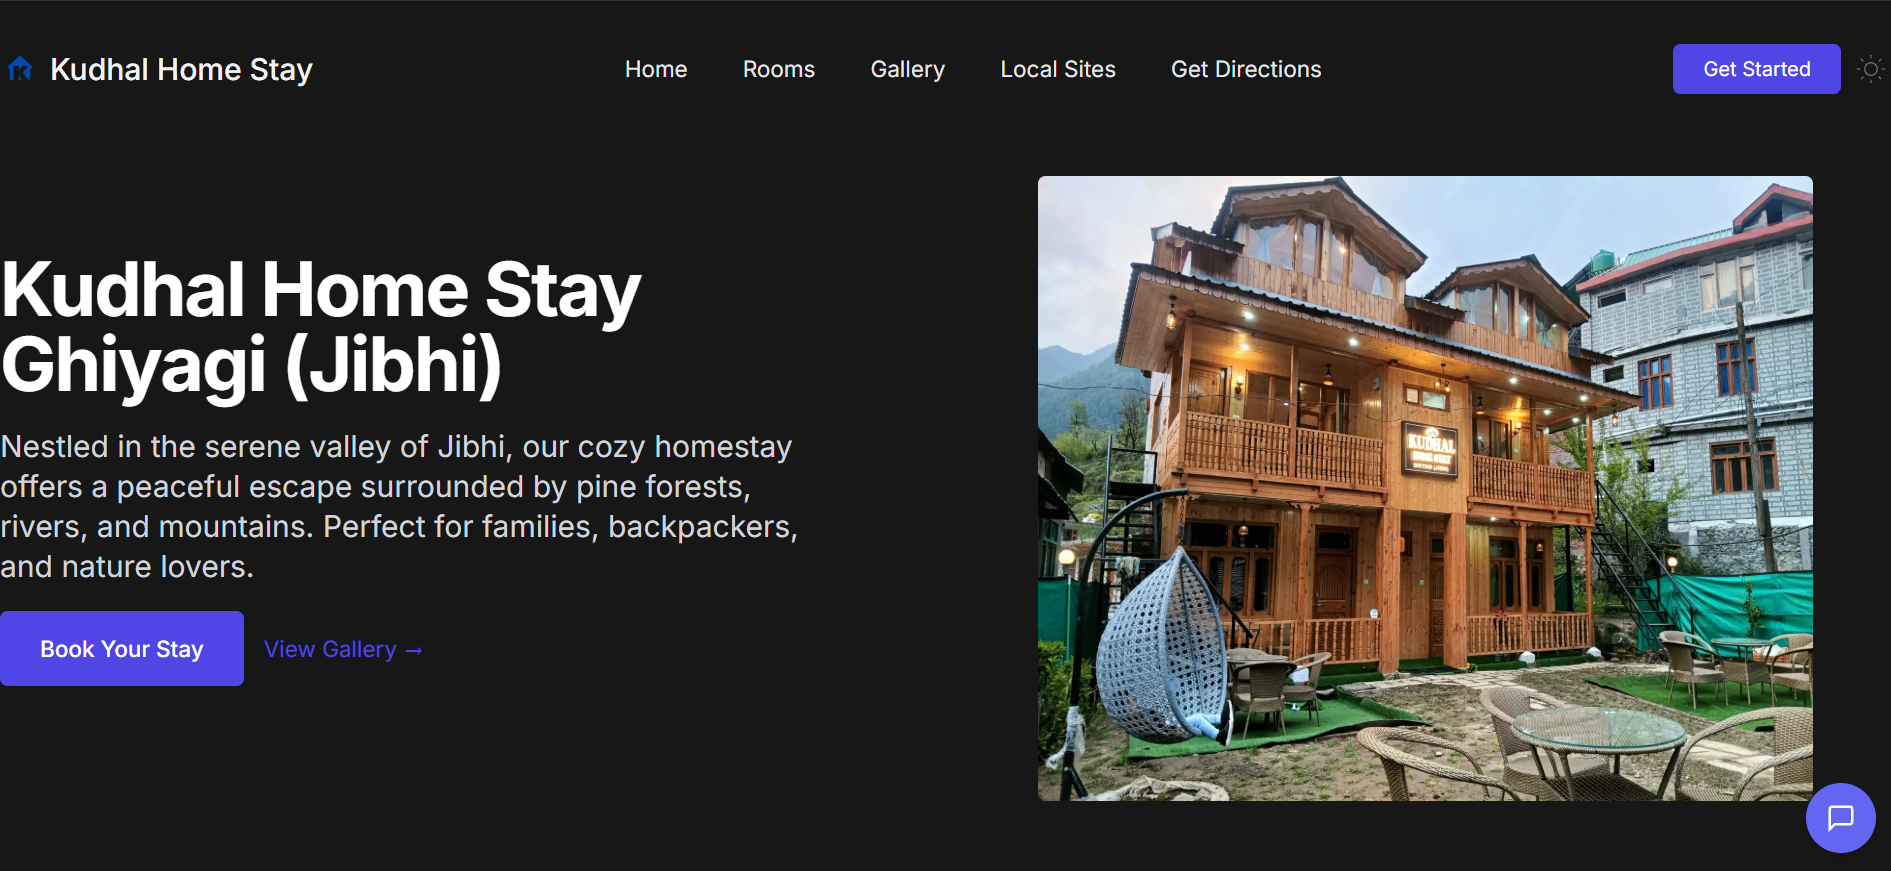 Kudhal Home Stay
Home
Rooms
Gallery
Local Sites
Get Directions
Get Started
Kudhal Home Stay
Ghiyagi (Jibhi)
Nestled in the serene valley of Jibhi, our cozy homestay
offers a peaceful escape surrounded by pine forests,
rivers, and mountains. Perfect for families, backpackers,
and nature lovers.
Book Your Stay
View Gallery →
KUDHAL
HOME STAY